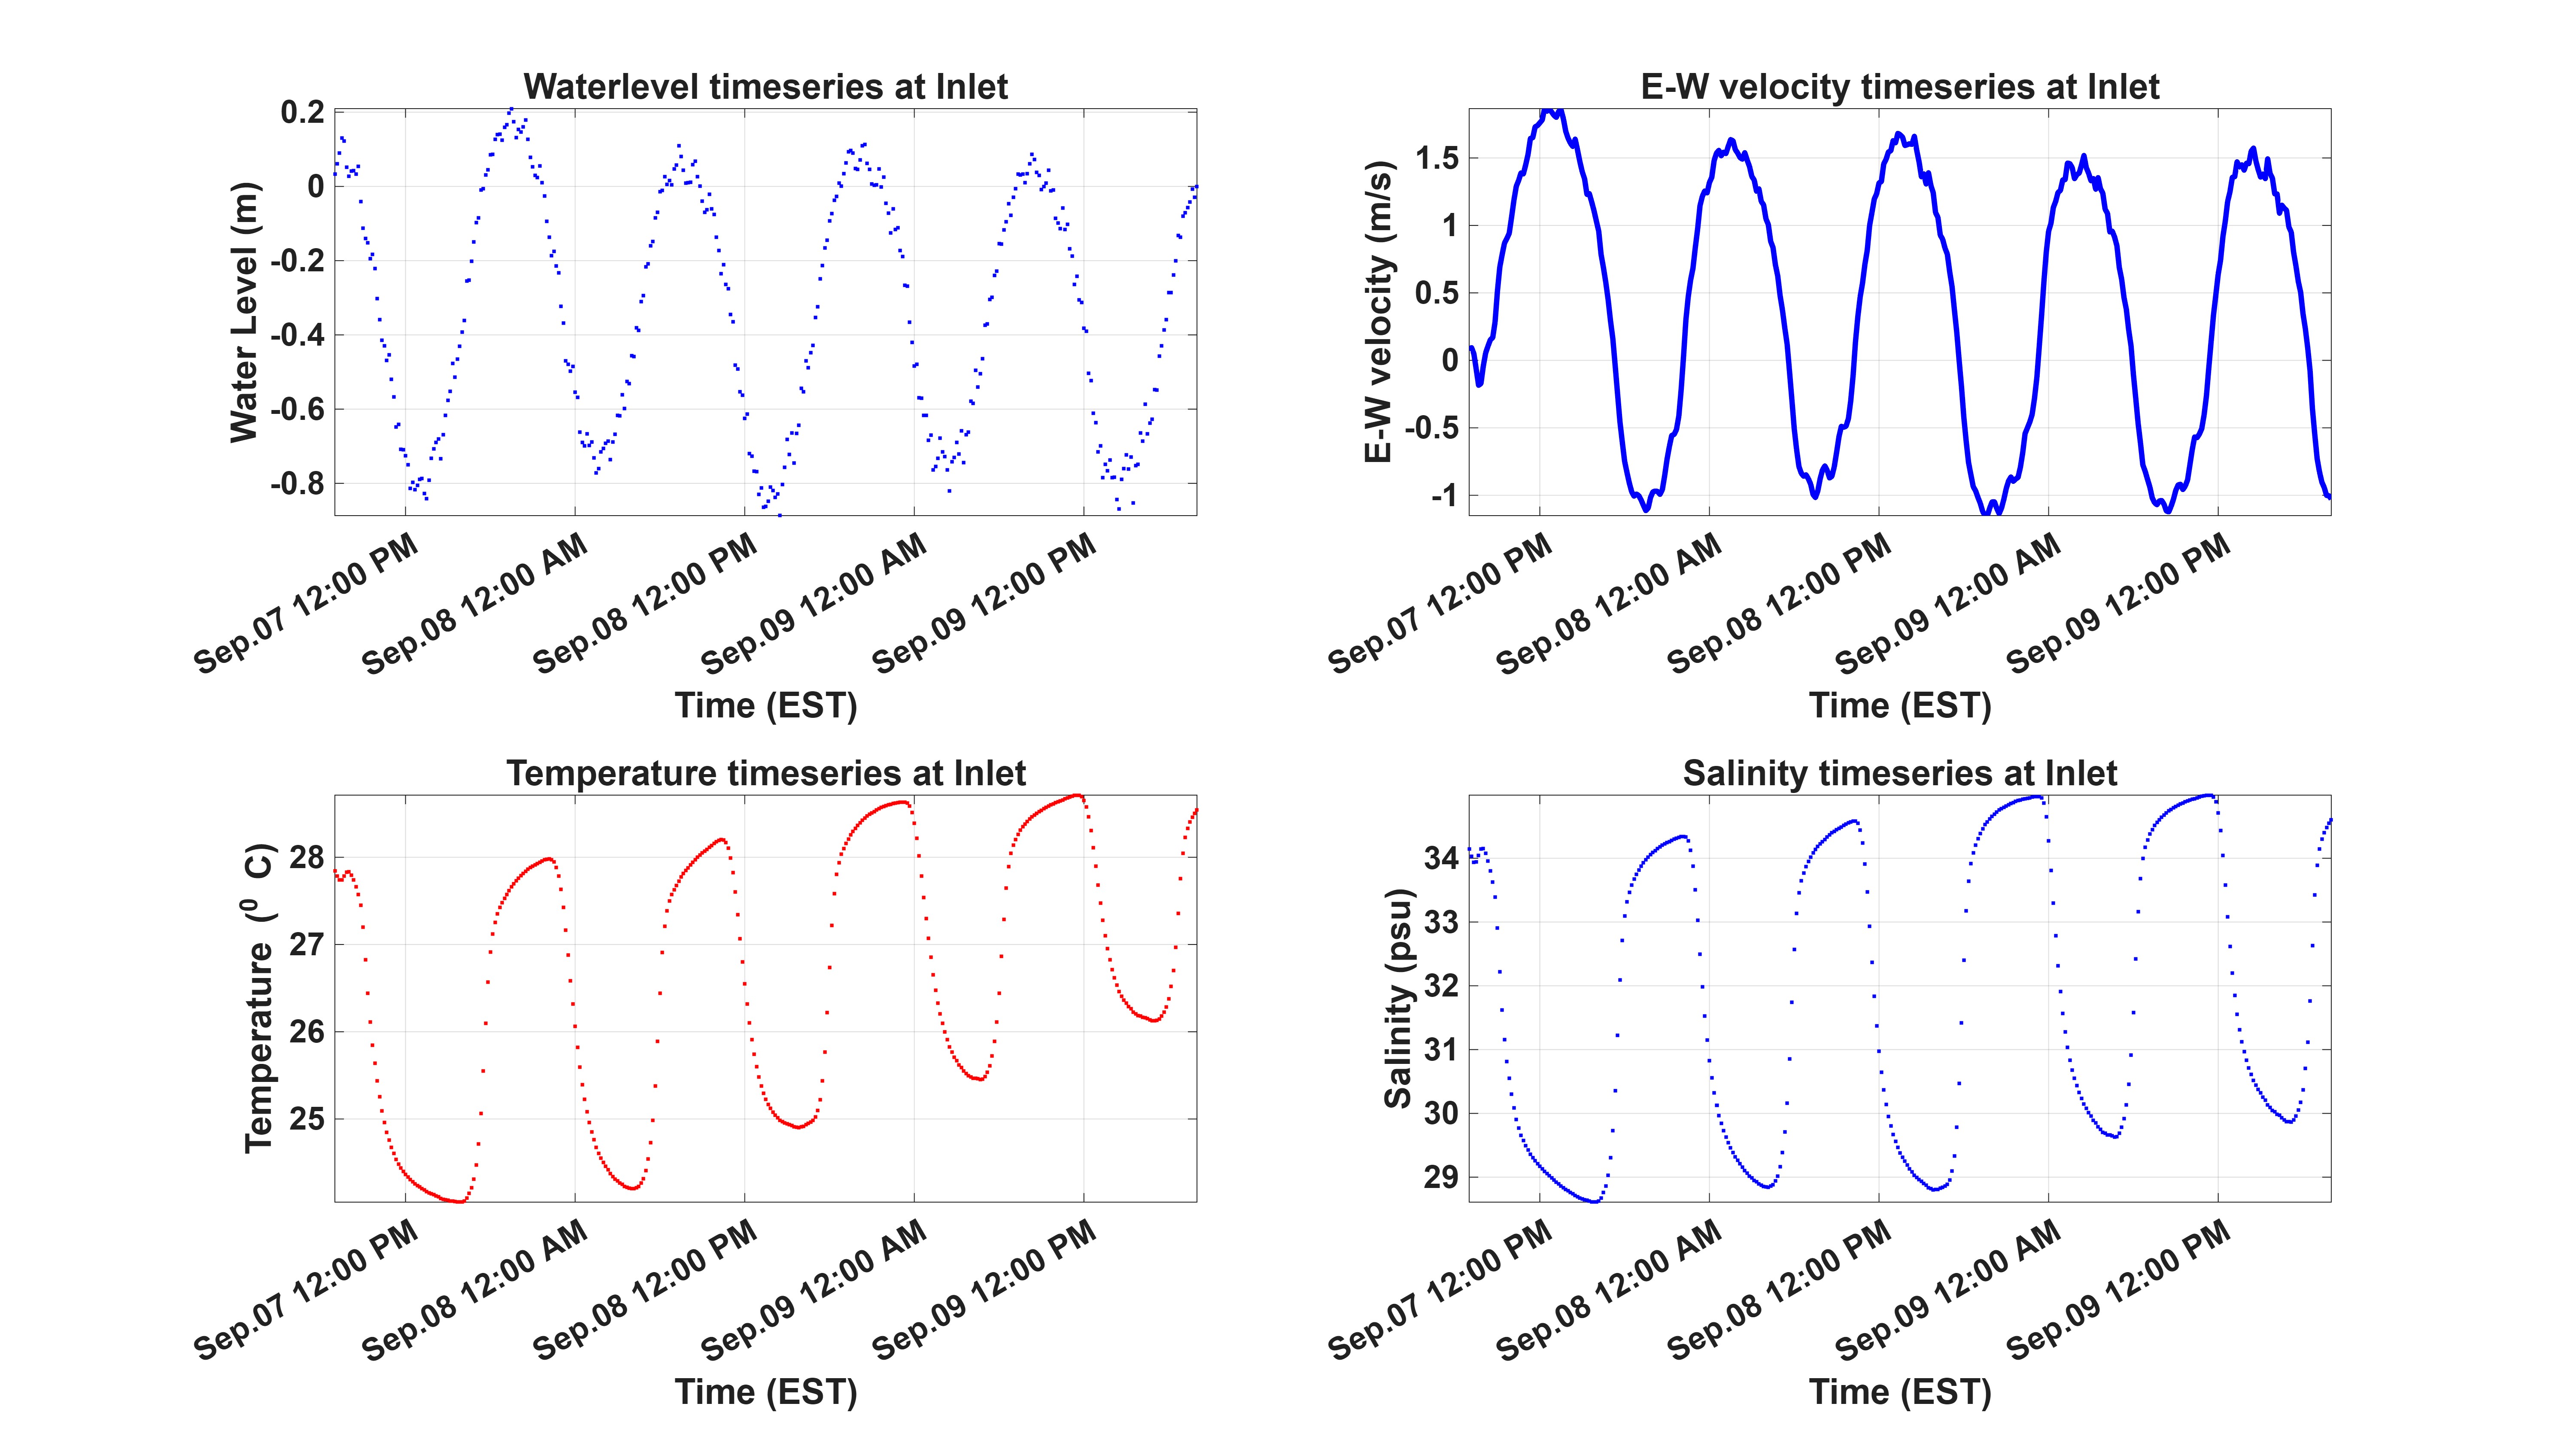 Waterlevel timeseries at Inlet
0.2
0
-0.2
-0.4
-0.6
-0.8
Water Level (m)
Sep.07 12:00 PM
Sep.08 12:00 AM
Sep.08 12:00 PM
Sep.09 12:00 AM
Sep.09 12:00 PM
Time (EST)
E-W velocity timeseries at Inlet
1.5
1
0.5
0
-0.5
-1
E-W velocity (m/s)
Sep.07 12:00 PM
Sep.08 12:00 AM
Sep.08 12:00 PM
Sep.09 12:00 AM
Sep.09 12:00 PM
Time (EST)
Temperature timeseries at Inlet
28
27
26
25
Temperature (⁰ C)
Sep.07 12:00 PM
Sep.08 12:00 AM
Sep.08 12:00 PM
Sep.09 12:00 AM
Sep.09 12:00 PM
Time (EST)
Salinity timeseries at Inlet
34
33
32
31
30
29
Salinity (psu)
Sep.07 12:00 PM
Sep.08 12:00 AM
Sep.08 12:00 PM
Sep.09 12:00 AM
Sep.09 12:00 PM
Time (EST)